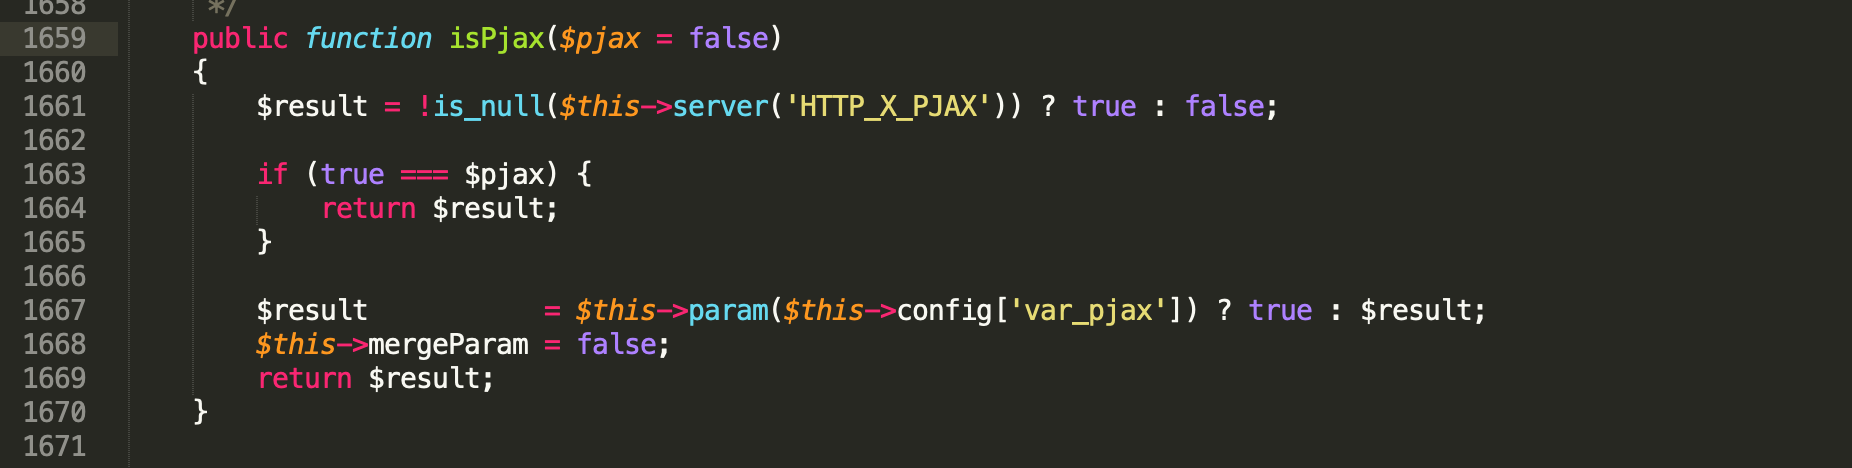 1658 */
1659 public function isPjax($pjax = false)
1660 {
1661 $result = !is_null($this->server('HTTP_X_PJAX')) ? true : false;
1662
1663 if (true === $pjax) {
1664 return $result;
1665 }
1666
1667 $result = $this->param($this->config['var_pjax']) ? true : $result;
1668 $this->mergeParam = false;
1669 return $result;
1670 }
1671